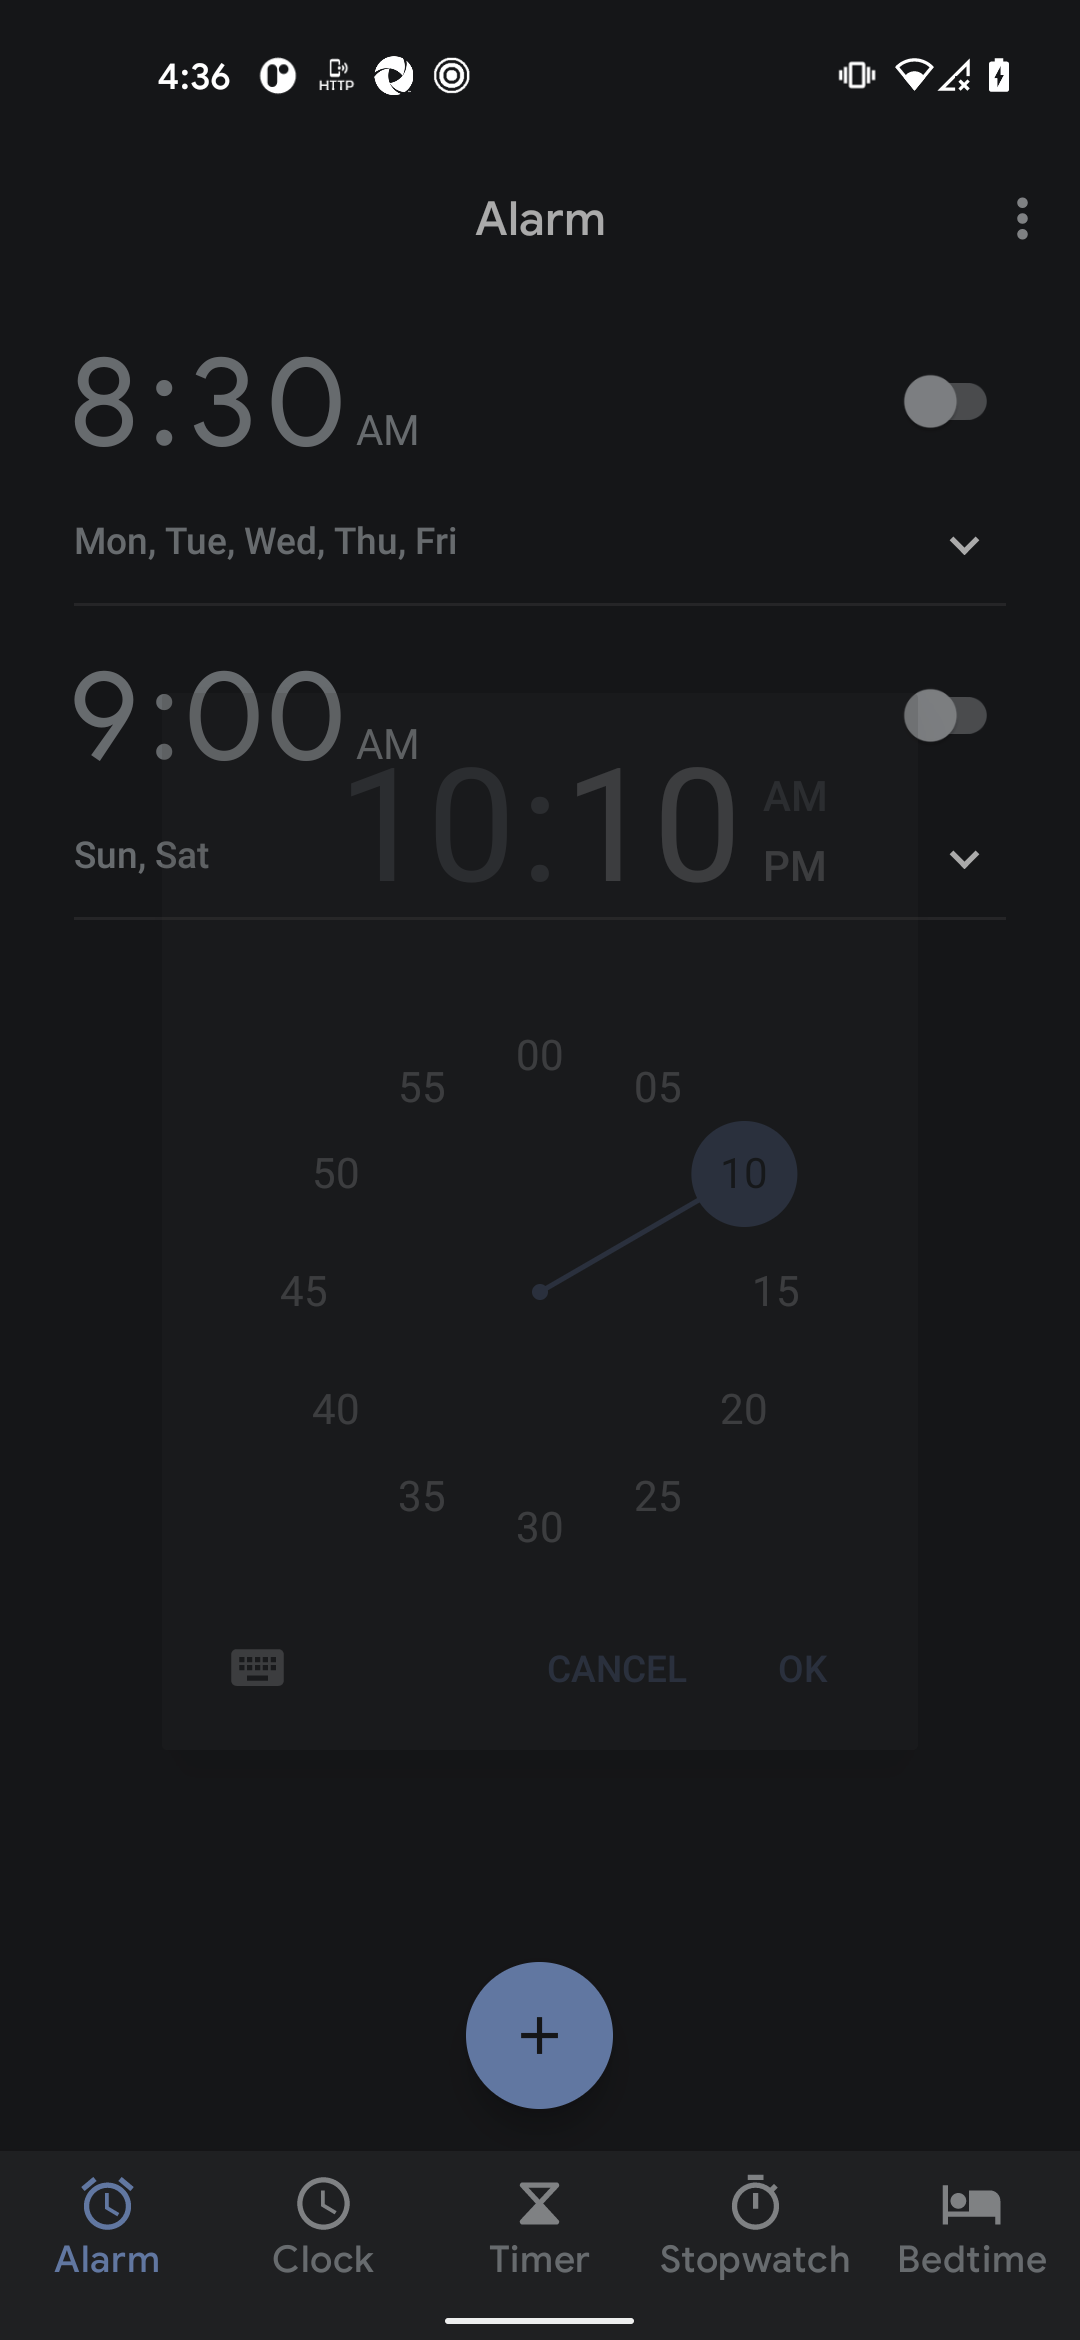 4:36
HTTP
Alarm
8:30 AM
Mon, Tue, Wed, Thu, Fri
9:00 AM
10:10
AM
PM
Sun, Sat
00
55
05
50
10
45
15
40
20
35
25
30
CANCEL
OK
Alarm
Clock
Timer
Stopwatch
Bedtime